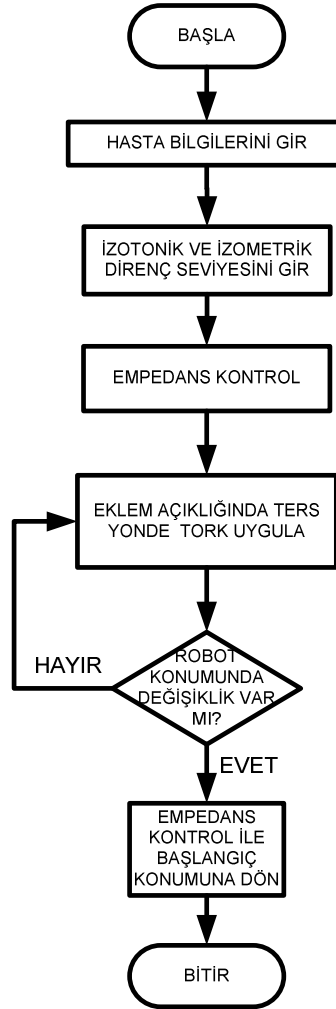 BAŞLA
HASTA BİLGİLERİNİ GİR
İZOTONİK VE İZOMETRİK
DİRENÇ SEVİYESİNİ GİR
EMPEDANS KONTROL
EKLEM AÇIKLIĞINDA TERS
YONDE TORK UYGULA
ROBOT
KONUMUNDA
DEĞİŞİKLİK VAR
MI?
HAYIR
EVET
EMPEDANS
KONTROL İLE
BAŞLANGIÇ
KONUMUNA DÖN
BİTİR